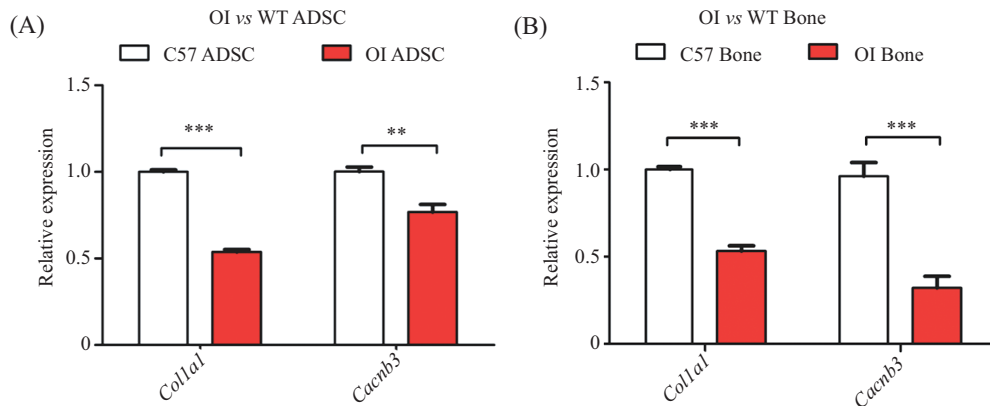 (A)
OI vs WT ADSC
C57 ADSC
OI ADSC
Relative expression
1.5
1.0
0.5
0
***
**
Col1a1
Cacnb3
(B)
OI vs WT Bone
C57 Bone
OI Bone
Relative expression
1.5
1.0
0.5
0
***
***
Col1a1
Cacnb3